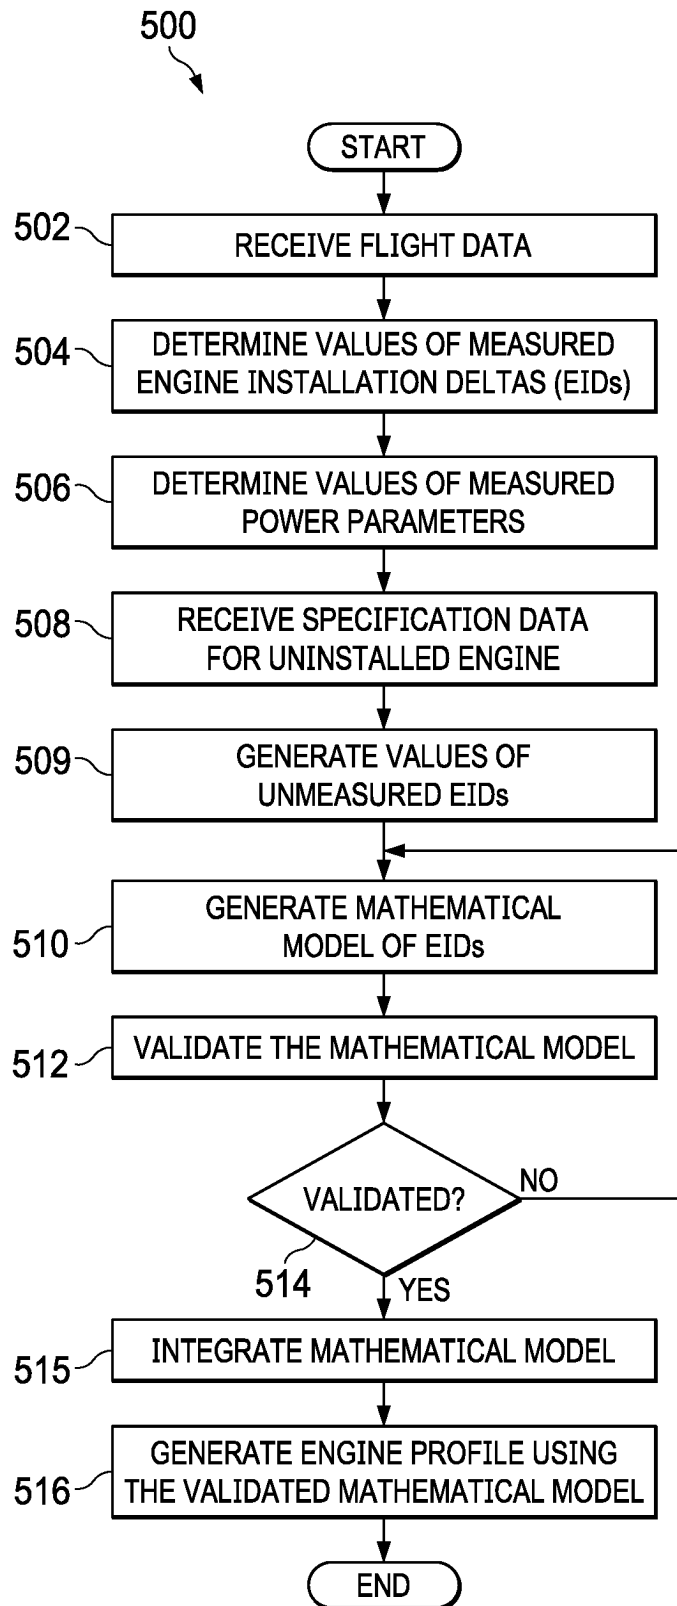 500
START
502
RECEIVE FLIGHT DATA
504
DETERMINE VALUES OF MEASURED
ENGINE INSTALLATION DELTAS (EIDs)
506
DETERMINE VALUES OF MEASURED
POWER PARAMETERS
508
RECEIVE SPECIFICATION DATA
FOR UNINSTALLED ENGINE
509
GENERATE VALUES OF
UNMEASURED EIDs
510
GENERATE MATHEMATICAL
MODEL OF EIDs
512
VALIDATE THE MATHEMATICAL MODEL
VALIDATED?
NO
514
YES
515
INTEGRATE MATHEMATICAL MODEL
516
GENERATE ENGINE PROFILE USING
THE VALIDATED MATHEMATICAL MODEL
END